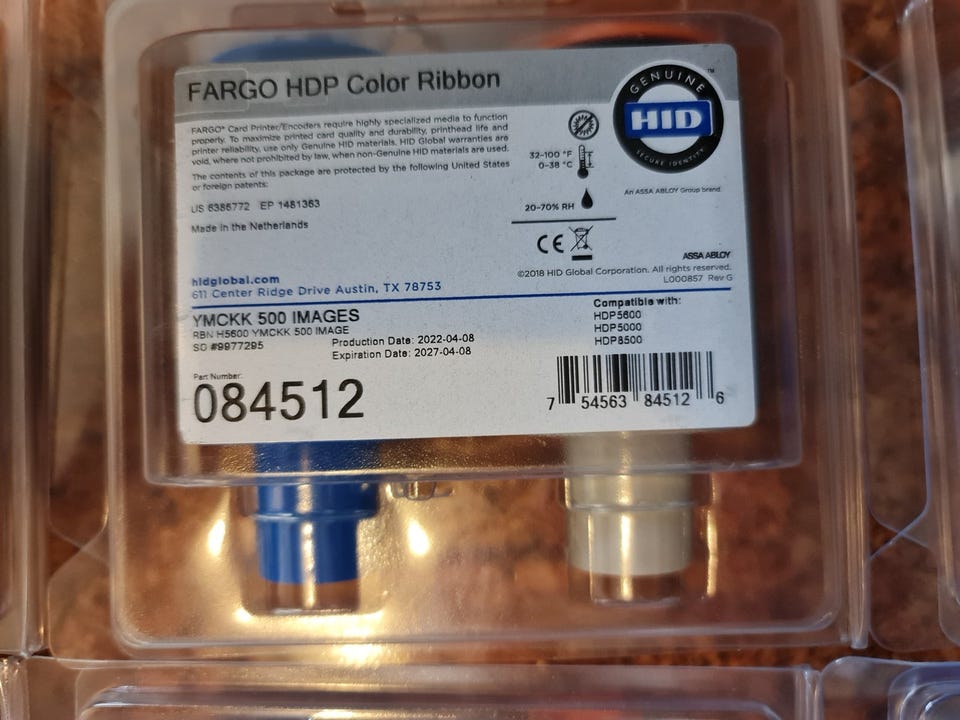 FARGO HDP Color Ribbon
GENUINE™
HID
SECURE IDENTITY
An ASSA ABLOY Group brand
FARGO® Card Printer/Encoders require highly specialized media to function
properly. To maximize printed card quality and durability, printhead life and
printer reliability, use only Genuine HID materials. HID Global warranties are
void, where not prohibited by law, when non-Genuine HID materials are used.
The contents of this package are protected by the following United States
or foreign patents:
US 6386772 EP 1481363
Made in the Netherlands
32-100 °F
0-38 °C
20-70% RH
CE
ASSA ABLOY
©2018 HID Global Corporation. All rights reserved.
L000857 Rev G
hidglobal.com
611 Center Ridge Drive Austin, TX 78753
YMCKK 500 IMAGES
RBN H5600 YMCKK 500 IMAGE
SO #9977295
Production Date: 2022-04-08
Expiration Date: 2027-04-08
Compatible with:
HDP5600
HDP5000
HDP8500
Part Number:
084512
7 54563 84512 6